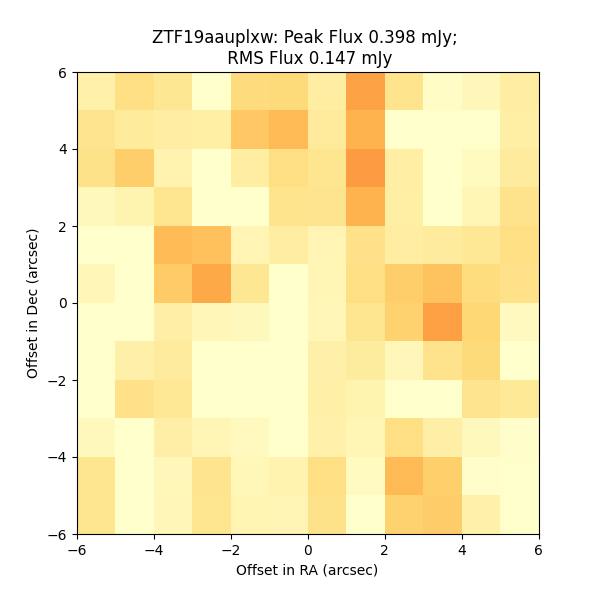 ZTF19aauplxw: Peak Flux 0.398 mJy;
RMS Flux 0.147 mJy
6
4
2
0
−2
−4
−6
Offset in Dec (arcsec)
−6 −4 −2 0 2 4 6
Offset in RA (arcsec)